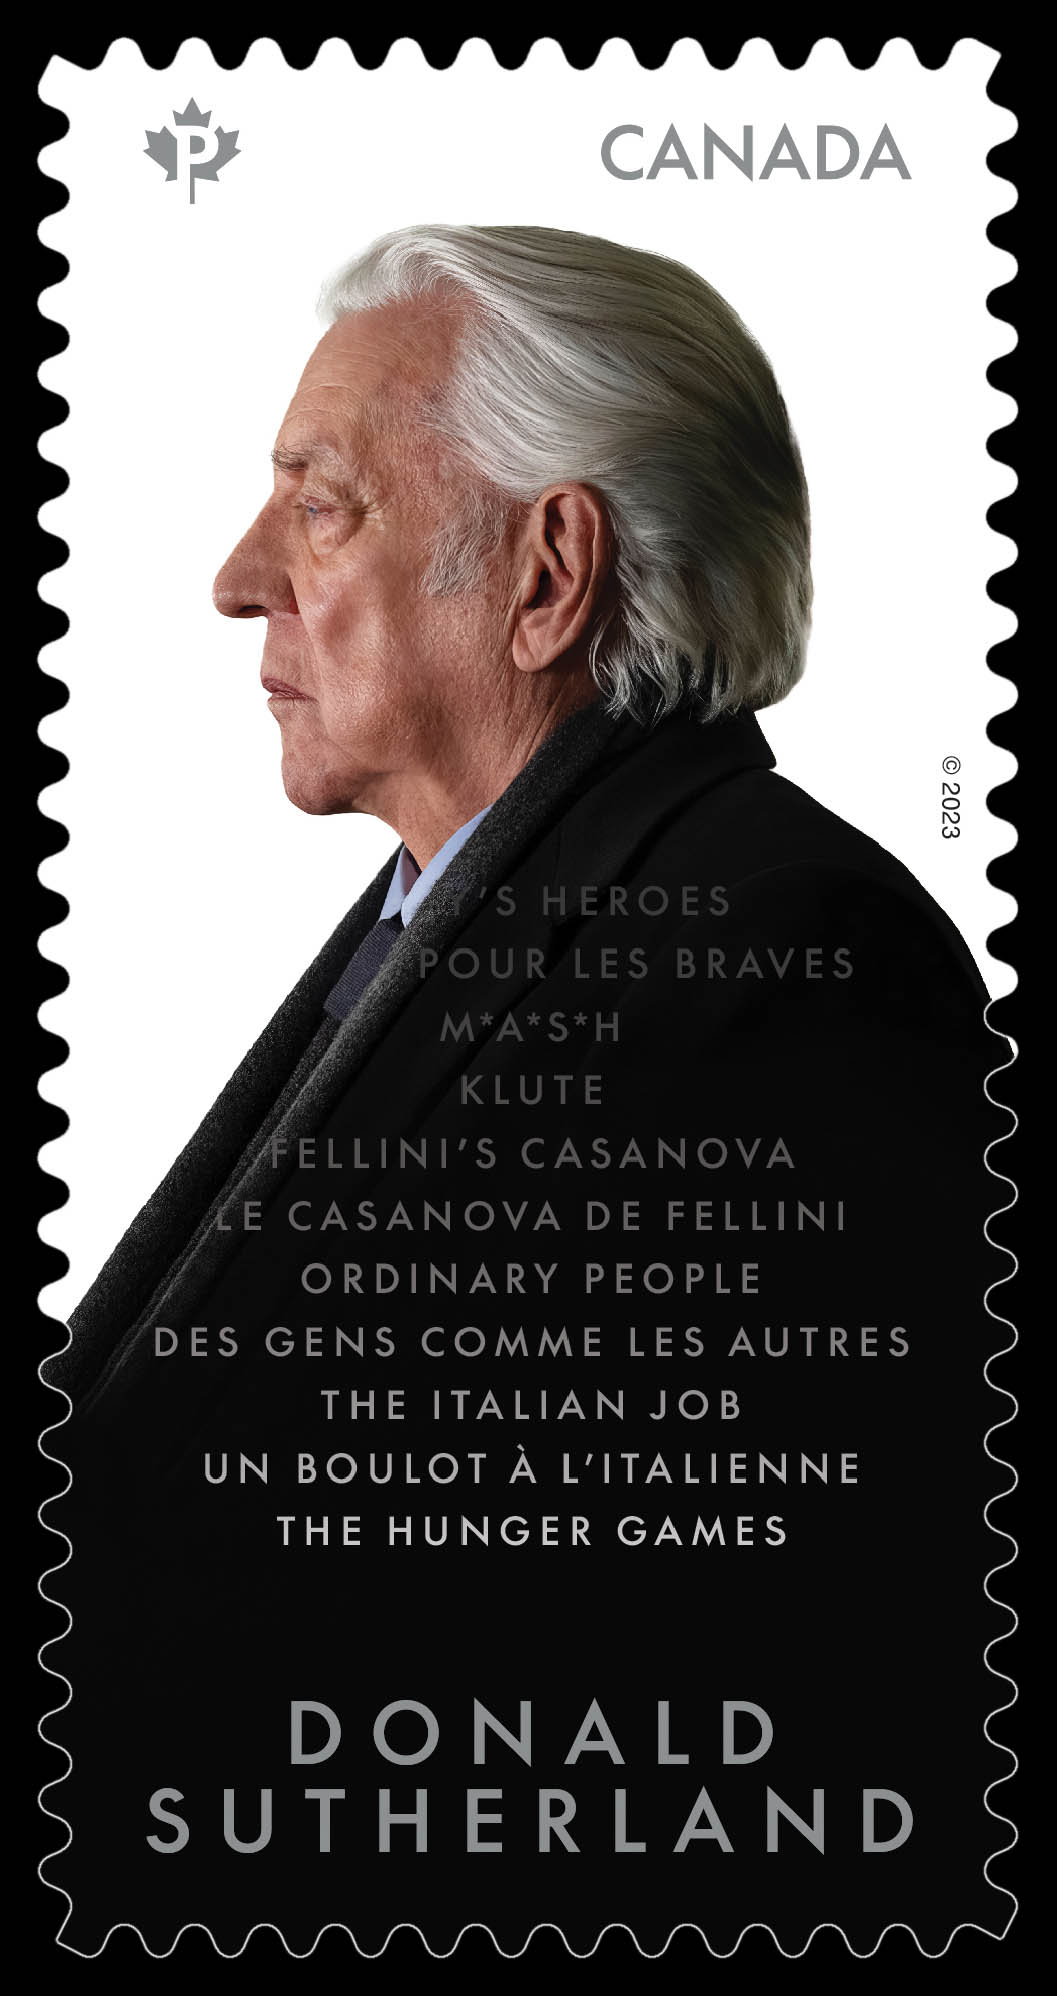 P
CANADA
© 2023
Y'S HEROES
POUR LES BRAVES
M*A*S*H
KLUTE
FELLINI'S CASANOVA
LE CASANOVA DE FELLINI
ORDINARY PEOPLE
DES GENS COMME LES AUTRES
THE ITALIAN JOB
UN BOULOT À L'ITALIENNE
THE HUNGER GAMES
DONALD
SUTHERLAND